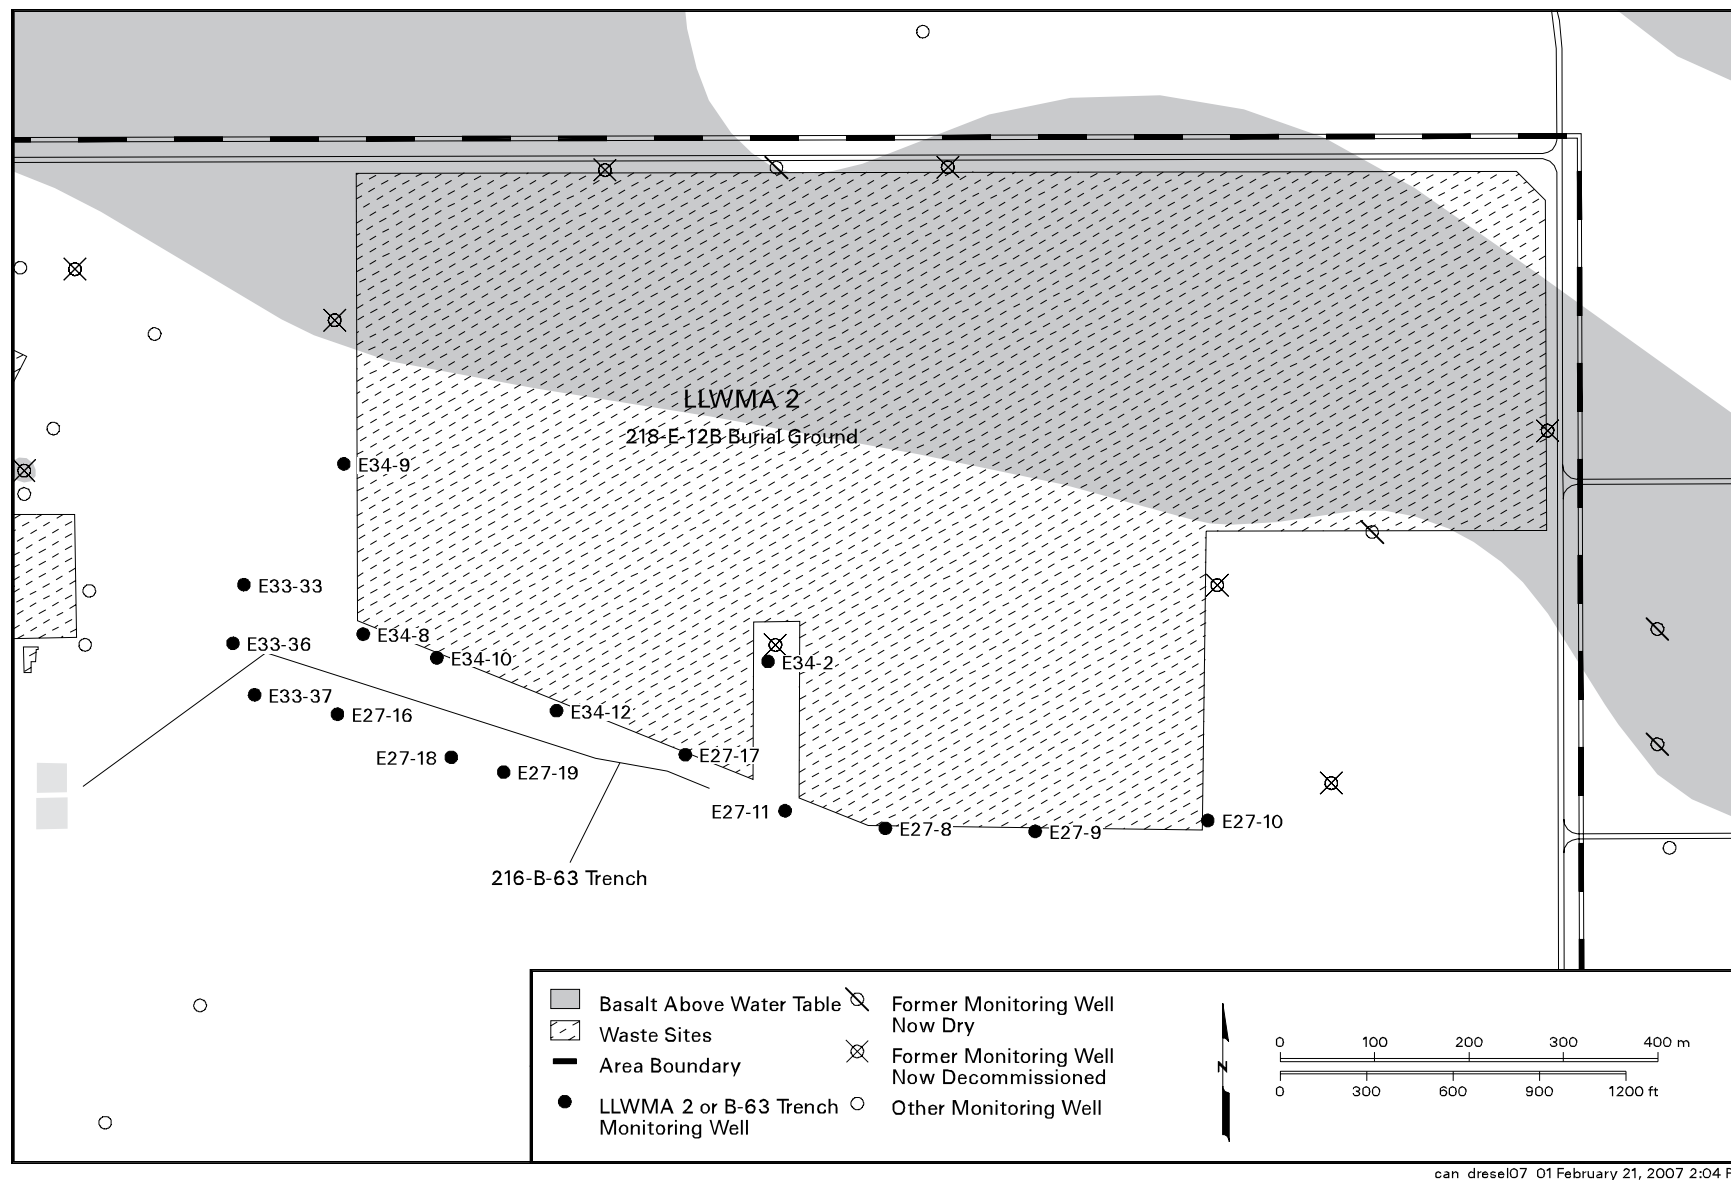 LLWMA 2
218-E-12B Burial Ground
E34-9
E33-33
E33-36
E34-8
E34-10
E34-2
E33-37
E27-16
E34-12
E27-18
E27-19
E27-17
E27-11
E27-8
E27-9
E27-10
216-B-63 Trench
Basalt Above Water Table
Waste Sites
Area Boundary
LLWMA 2 or B-63 Trench
Monitoring Well
Former Monitoring Well
Now Dry
Former Monitoring Well
Now Decommissioned
Other Monitoring Well
N
0 100 200 300 400 m
0 300 600 900 1200 ft
can_dresel07_01 February 21, 2007 2:04 P